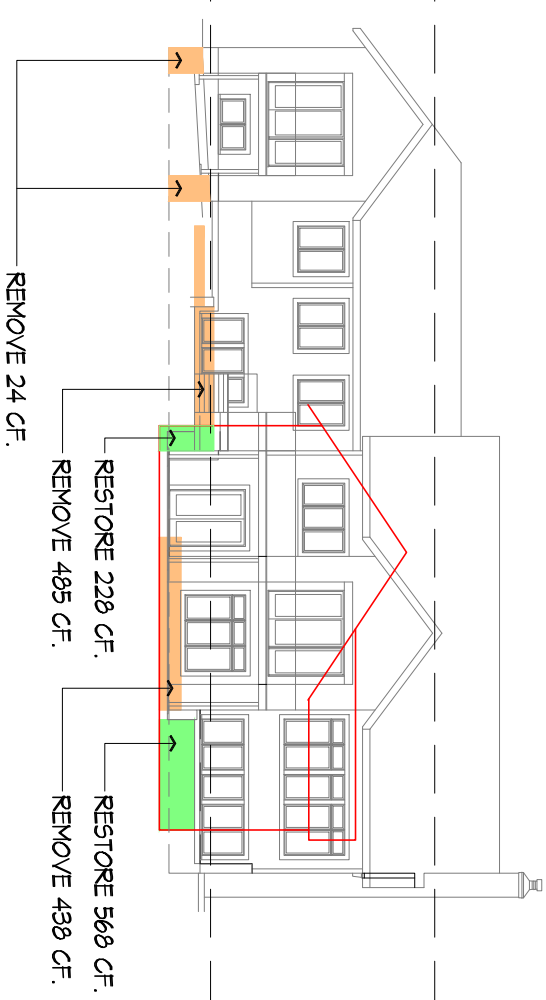 REMOVE 24 CF.
RESTORE 228 CF.
REMOVE 485 CF.
RESTORE 568 CF.
REMOVE 438 CF.